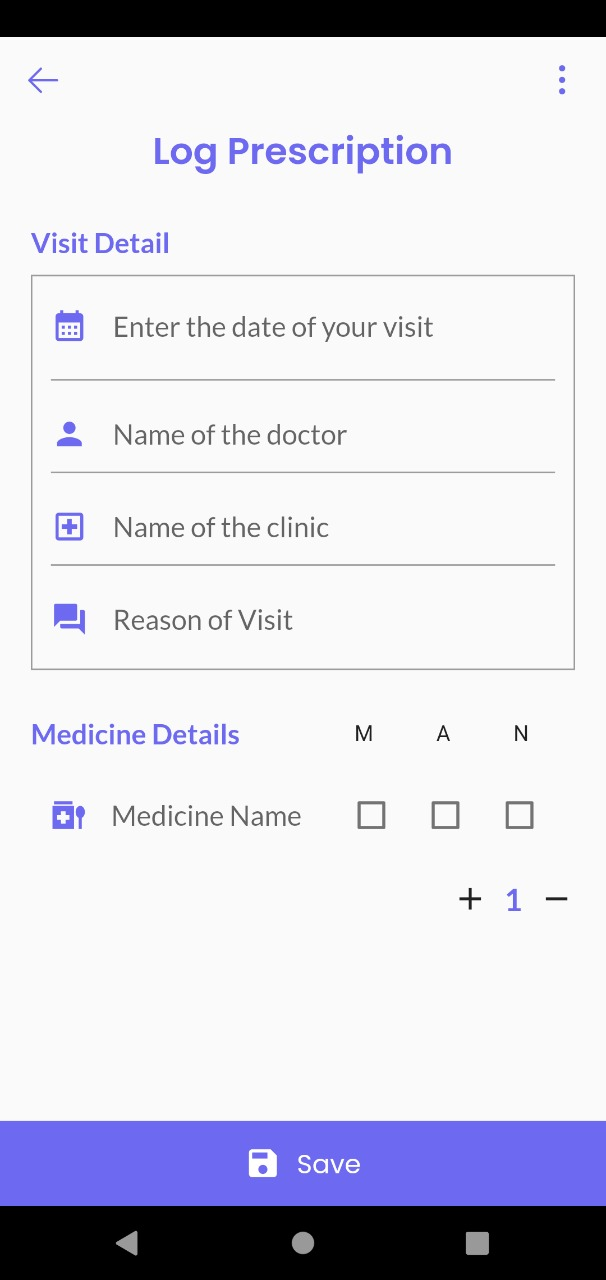 Log Prescription
Visit Detail
Enter the date of your visit
Name of the doctor
Name of the clinic
Reason of Visit
Medicine Details M A N
Medicine Name
+ 1 −
Save